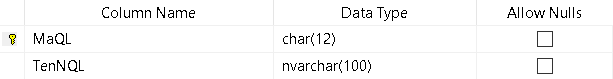 Column Name Data Type Allow Nulls
MaQL char(12)
TenNQL nvarchar(100)